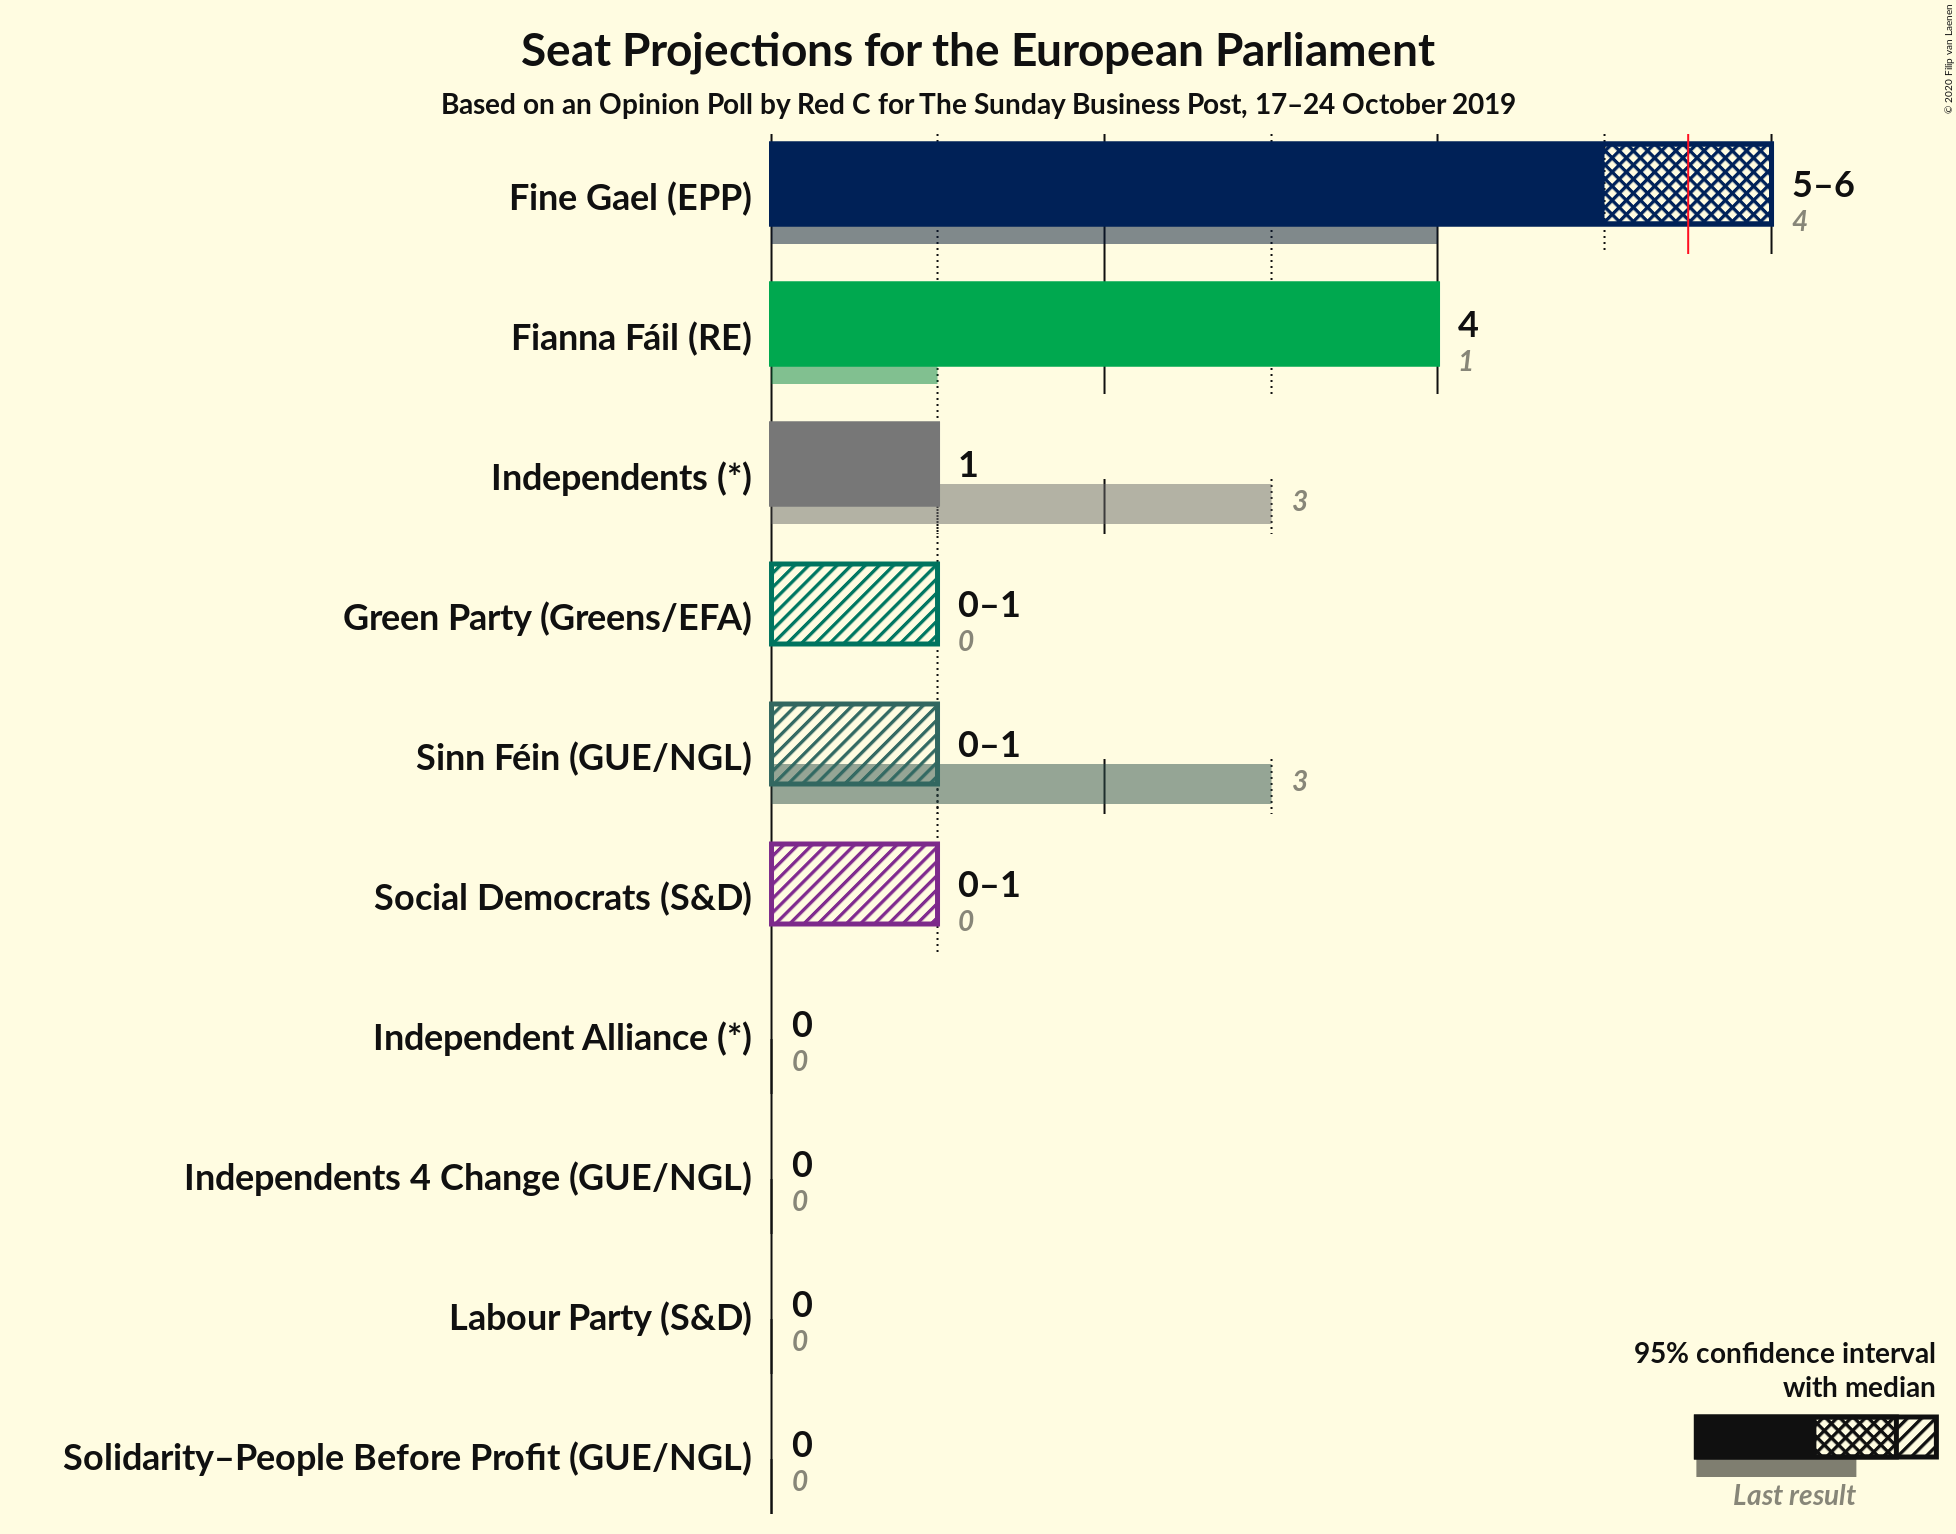 Seat Projections for the European Parliament
Based on an Opinion Poll by Red C for The Sunday Business Post, 17–24 October 2019
© 2020 Filip van Laenen
Fine Gael (EPP)
5–6
4
Fianna Fáil (RE)
4
1
Independents (*)
1
3
Green Party (Greens/EFA)
0–1
0
Sinn Féin (GUE/NGL)
0–1
3
Social Democrats (S&D)
0–1
0
Independent Alliance (*)
0
0
Independents 4 Change (GUE/NGL)
0
0
Labour Party (S&D)
0
0
Solidarity–People Before Profit (GUE/NGL)
0
0
95% confidence interval
with median
Last result